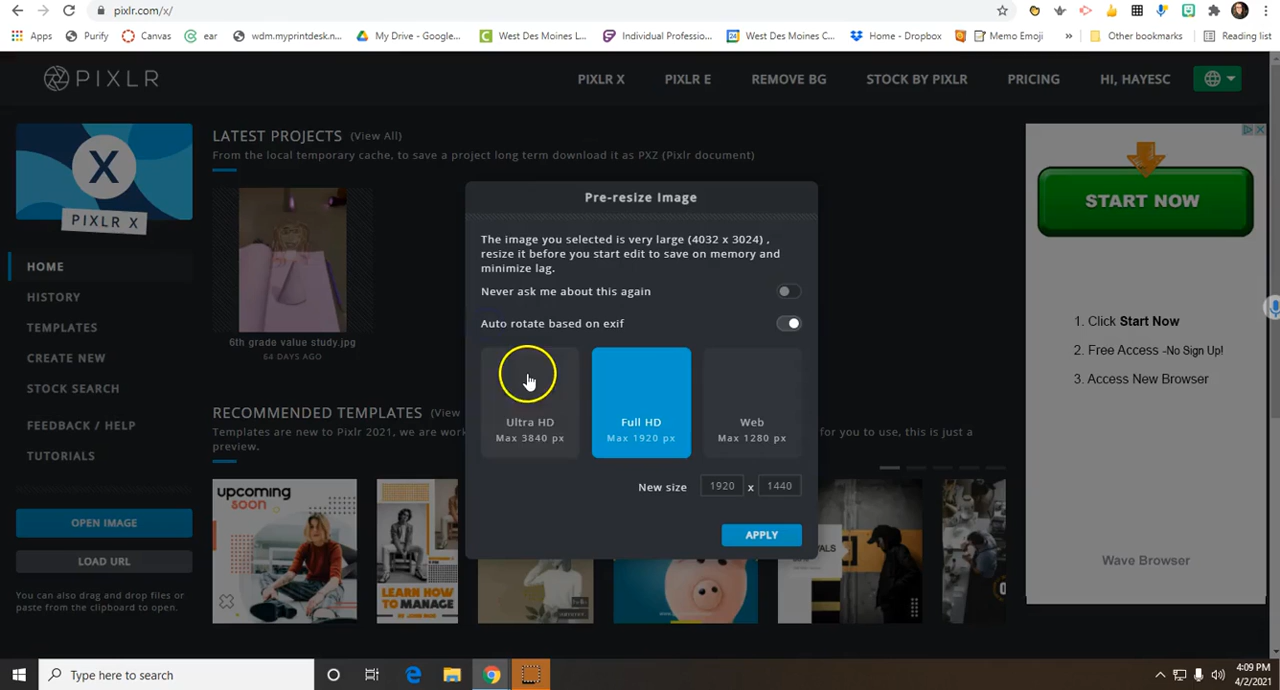 pixlr.com/x/
Apps
Purify
Canvas
ear
wdm.myprintdesk.n...
My Drive - Google...
West Des Moines L...
Individual Professio...
West Des Moines C...
Home - Dropbox
Memo Emoji
»
Other bookmarks
Reading list
PIXLR
PIXLR X
PIXLR E
REMOVE BG
STOCK BY PIXLR
PRICING
HI, HAYESC
X
PIXLR X
HOME
HISTORY
TEMPLATES
CREATE NEW
STOCK SEARCH
FEEDBACK / HELP
TUTORIALS
OPEN IMAGE
LOAD URL
You can also drag and drop files or
paste from the clipboard to open.
LATEST PROJECTS (View All)
From the local temporary cache, to save a project long term download it as PXZ (Pixlr document)
6th grade value study.jpg
64 DAYS AGO
RECOMMENDED TEMPLATES (View
Templates are new to Pixlr 2021, we are work
for you to use, this is just a
preview.
upcoming
soon
LEARN HOW
TO MANAGE
Pre-resize Image
The image you selected is very large (4032 x 3024) ,
resize it before you start edit to save on memory and
minimize lag.
Never ask me about this again
Auto rotate based on exif
Ultra HD
Max 3840 px
Full HD
Max 1920 px
Web
Max 1280 px
New size 1920 x 1440
APPLY
START NOW
1. Click Start Now
2. Free Access -No Sign Up!
3. Access New Browser
Wave Browser
Type here to search
4:09 PM
4/2/2021